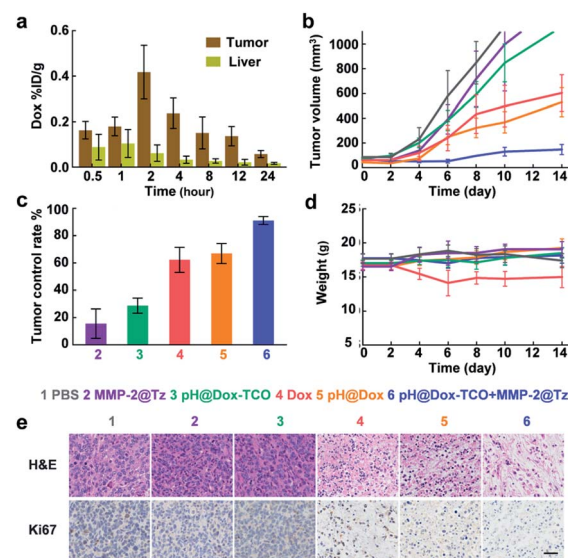 a
Dox %ID/g
0.6
0.4
0.2
0.0
Tumor
Liver
0.5 1 2 4 8 12 24
Time (hour)
b
Tumor volume (mm³)
1000
800
600
400
200
0 2 4 6 8 10 12 14
Time (day)
c
Tumor control rate %
100
80
60
40
20
0
2 3 4 5 6
d
Weight (g)
25
20
15
10
5
0
0 2 4 6 8 10 12 14
Time (day)
1 PBS 2 MMP-2@Tz 3 pH@Dox-TCO 4 Dox 5 pH@Dox 6 pH@Dox-TCO+MMP-2@Tz
e
1 2 3 4 5 6
H&E
Ki67